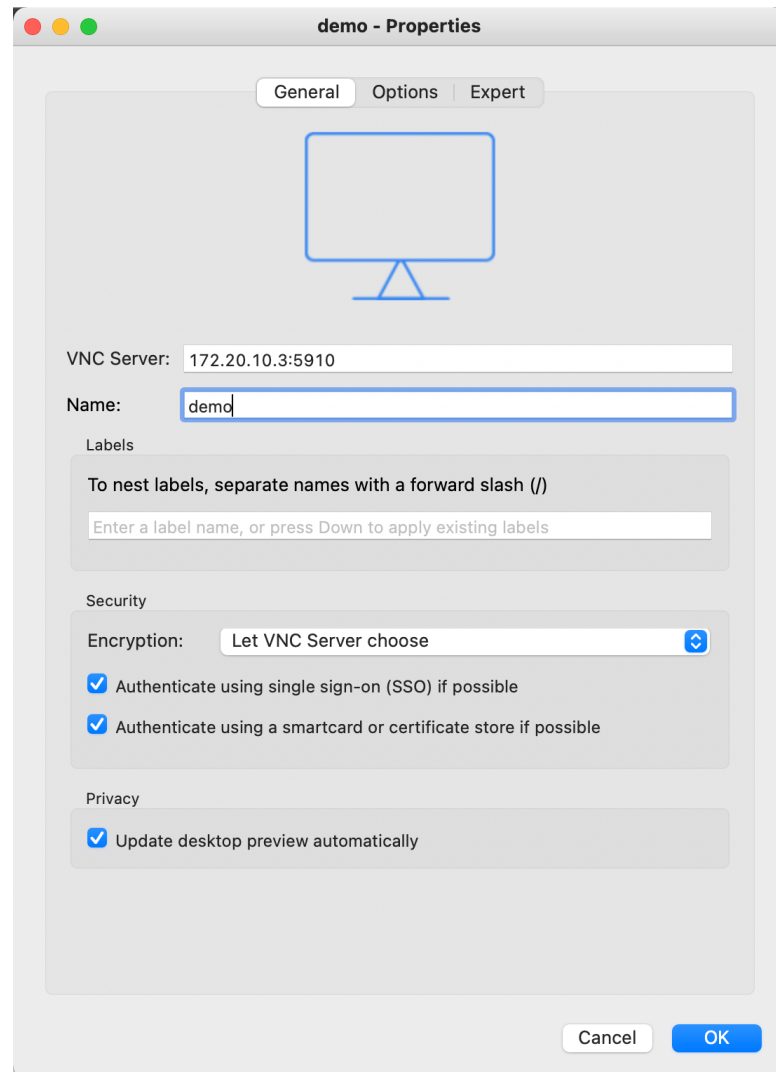 demo - Properties
General Options Expert
VNC Server: 172.20.10.3:5910
Name: demo
Labels
To nest labels, separate names with a forward slash (/)
Enter a label name, or press Down to apply existing labels
Security
Encryption: Let VNC Server choose
Authenticate using single sign-on (SSO) if possible
Authenticate using a smartcard or certificate store if possible
Privacy
Update desktop preview automatically
Cancel OK